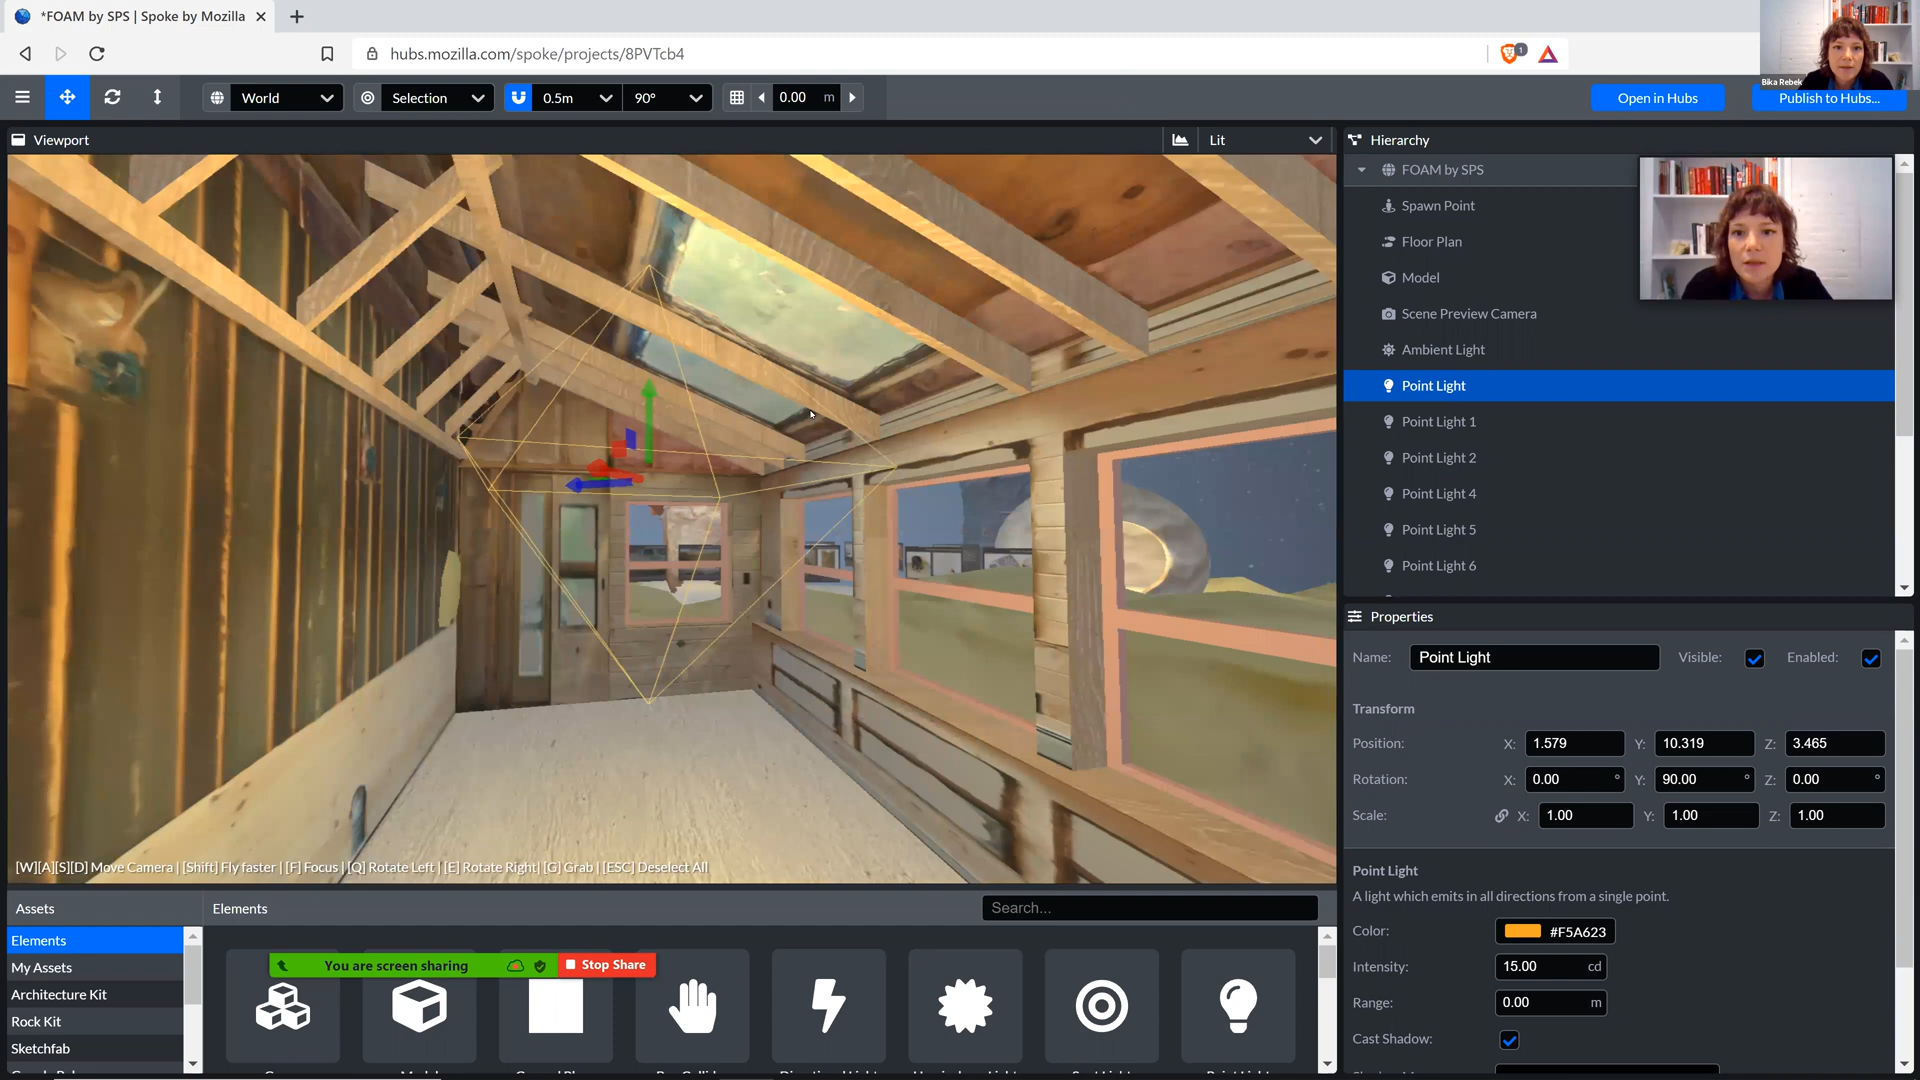 *FOAM by SPS | Spoke by Mozilla
hubs.mozilla.com/spoke/projects/8PVTcb4
1
Bika Rebek
World
Selection
0.5m
90°
0.00 m
Open in Hubs
Publish to Hubs...
Viewport
Lit
Hierarchy
FOAM by SPS
Spawn Point
Floor Plan
Model
Scene Preview Camera
Ambient Light
Point Light
Point Light 1
Point Light 2
Point Light 4
Point Light 5
Point Light 6
Properties
Name: Point Light Visible: Enabled:
Transform
Position: X: 1.579 Y: 10.319 Z: 3.465
Rotation: X: 0.00 ° Y: 90.00 ° Z: 0.00 °
Scale: X: 1.00 Y: 1.00 Z: 1.00
Point Light
A light which emits in all directions from a single point.
Color: #F5A623
Intensity: 15.00 cd
Range: 0.00 m
Cast Shadow:
[W][A][S][D] Move Camera | [Shift] Fly faster | [F] Focus | [Q] Rotate Left | [E] Rotate Right | [G] Grab | [ESC] Deselect All
Assets
Elements
Search...
Elements
My Assets
Architecture Kit
Rock Kit
Sketchfab
You are screen sharing
Stop Share